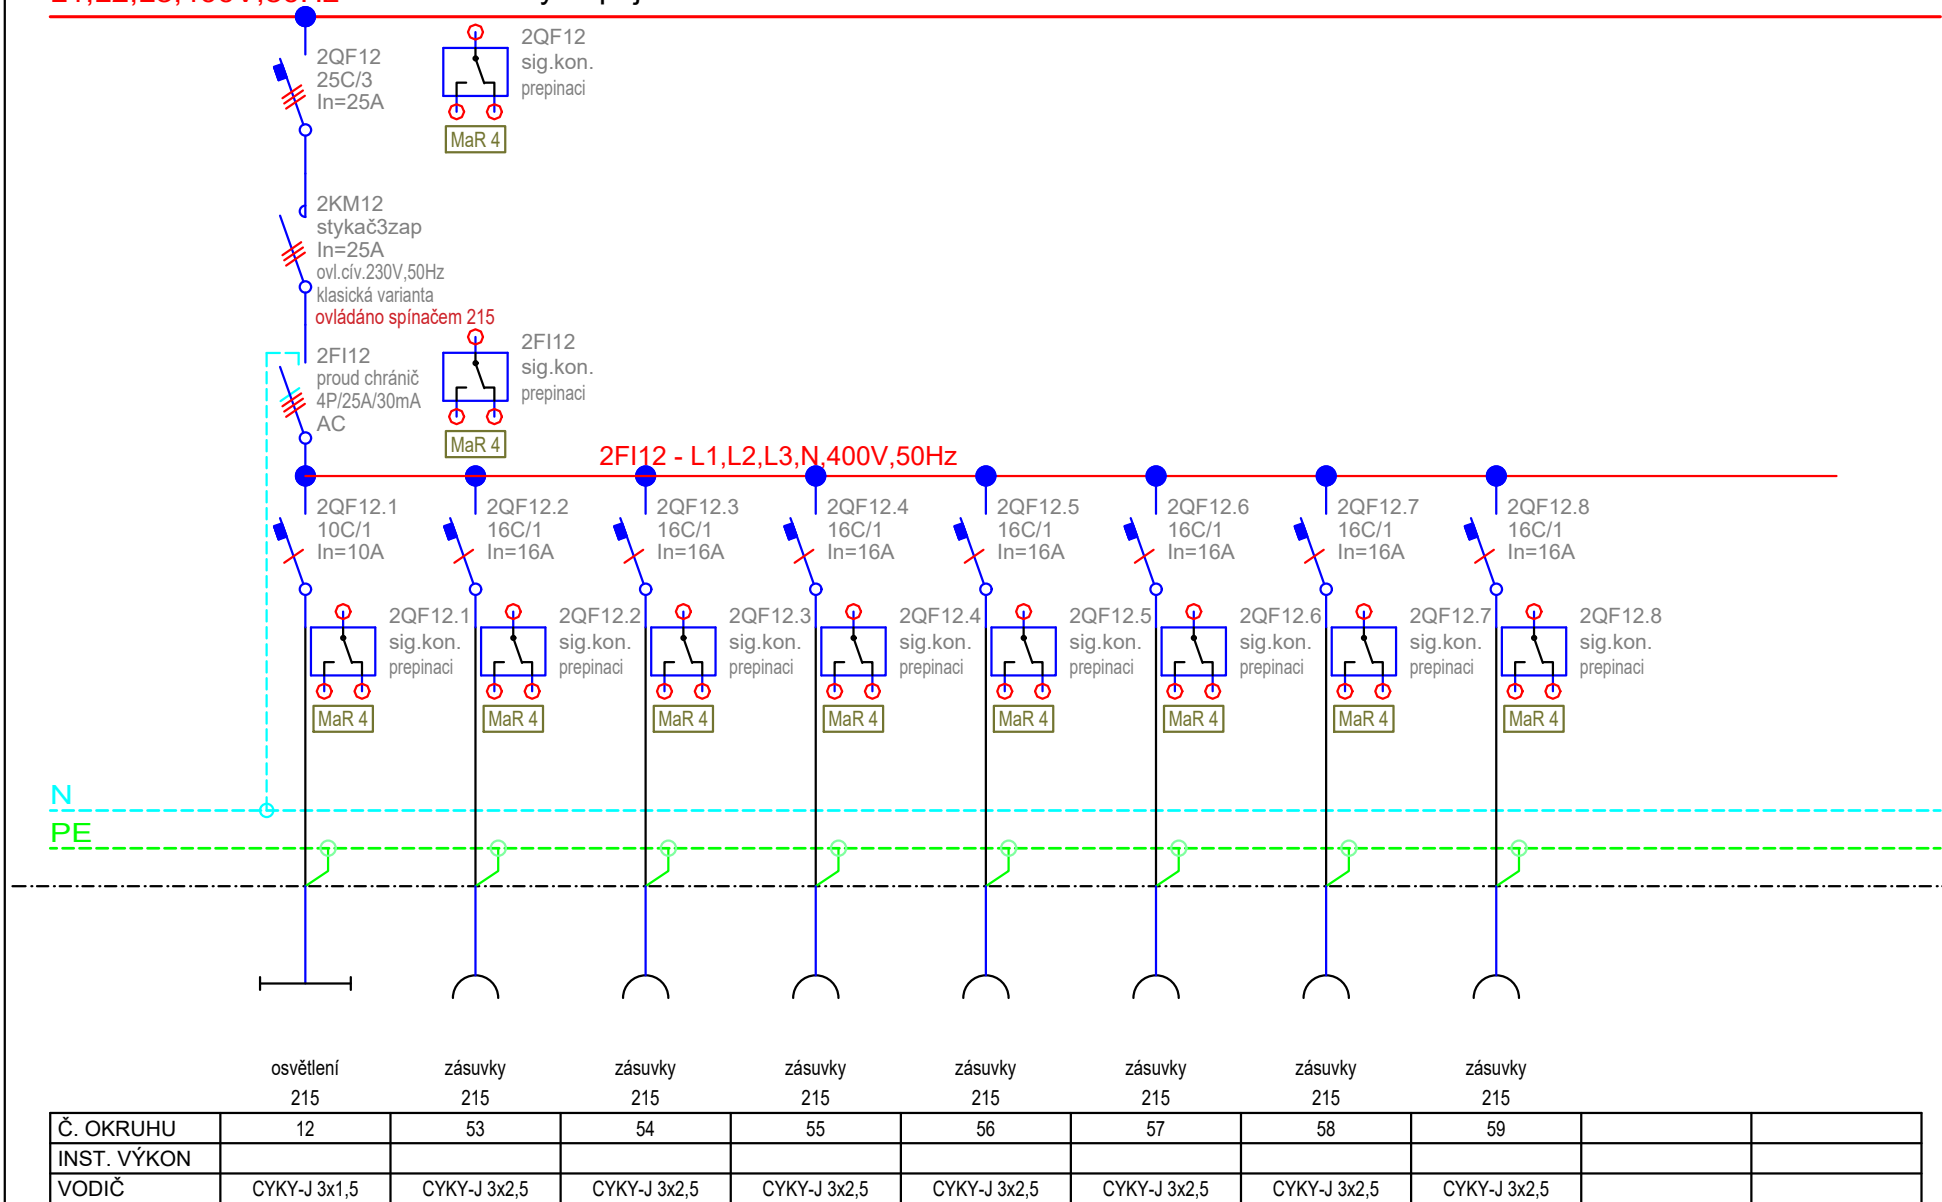 2QF12
25C/3
In=25A
2QF12
sig.kon.
prepinaci
MaR 4
2KM12
stykač3zap
In=25A
ovl.cív.230V,50Hz
klasická varianta
ovládáno spínačem 215
2FI12
proud chránič
4P/25A/30mA
AC
2FI12
sig.kon.
prepinaci
MaR 4
2FI12 - L1,L2,L3,N,400V,50Hz
2QF12.1
10C/1
In=10A
2QF12.2
16C/1
In=16A
2QF12.3
16C/1
In=16A
2QF12.4
16C/1
In=16A
2QF12.5
16C/1
In=16A
2QF12.6
16C/1
In=16A
2QF12.7
16C/1
In=16A
2QF12.8
16C/1
In=16A
2QF12.1
sig.kon.
prepinaci
MaR 4
2QF12.2
sig.kon.
prepinaci
MaR 4
2QF12.3
sig.kon.
prepinaci
MaR 4
2QF12.4
sig.kon.
prepinaci
MaR 4
2QF12.5
sig.kon.
prepinaci
MaR 4
2QF12.6
sig.kon.
prepinaci
MaR 4
2QF12.7
sig.kon.
prepinaci
MaR 4
2QF12.8
sig.kon.
prepinaci
MaR 4
N
PE
osvětlení zásuvky zásuvky zásuvky zásuvky zásuvky zásuvky zásuvky
215 215 215 215 215 215 215 215
Č. OKRUHU 12 53 54 55 56 57 58 59
INST. VÝKON
VODIČ CYKY-J 3x1,5 CYKY-J 3x2,5 CYKY-J 3x2,5 CYKY-J 3x2,5 CYKY-J 3x2,5 CYKY-J 3x2,5 CYKY-J 3x2,5 CYKY-J 3x2,5